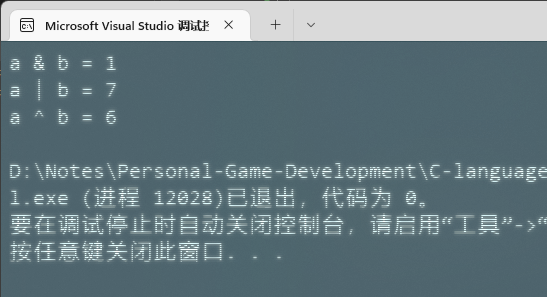 Microsoft Visual Studio 调试
a & b = 1
a | b = 7
a ^ b = 6
D:\Notes\Personal-Game-Development\C-language
l.exe (进程 12028)已退出，代码为 0。
要在调试停止时自动关闭控制台，请启用“工具”->“
按任意键关闭此窗口. . .